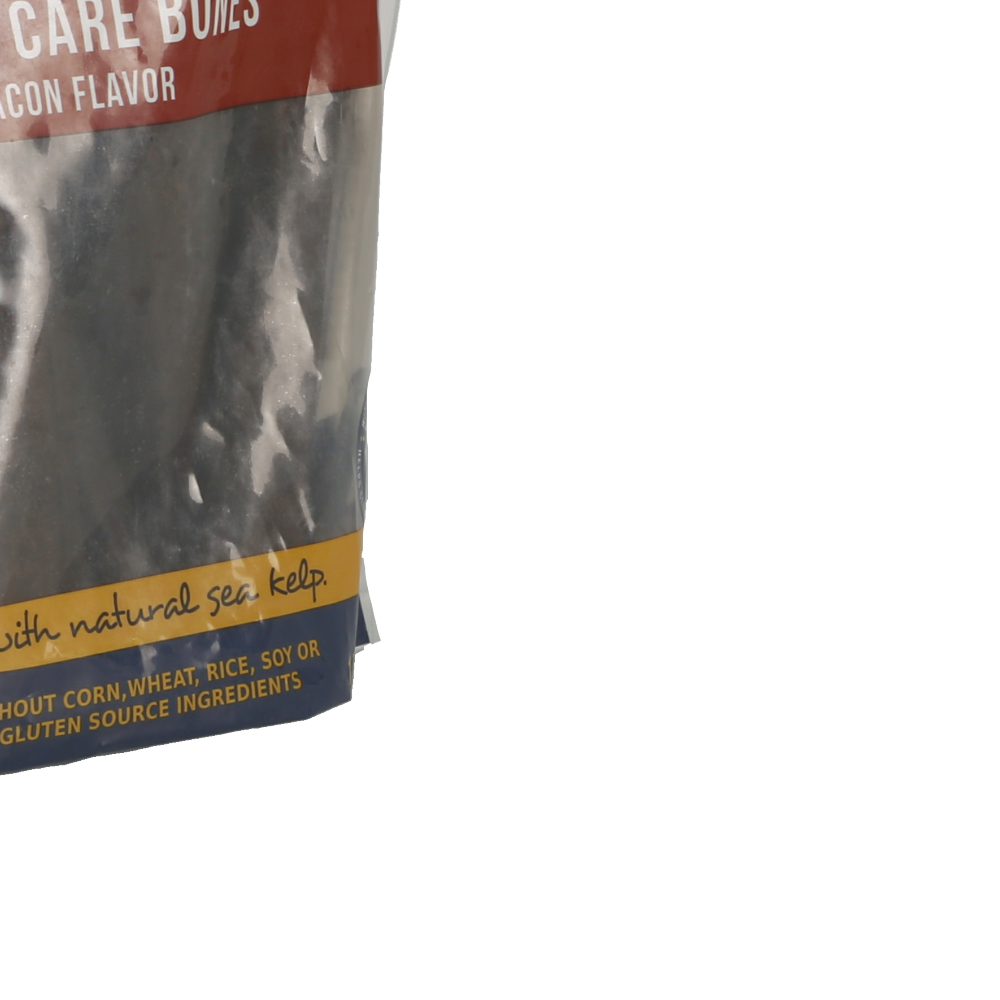 CARE BONES
ACON FLAVOR
with natural sea kelp.
HOUT CORN, WHEAT, RICE, SOY OR
GLUTEN SOURCE INGREDIENTS